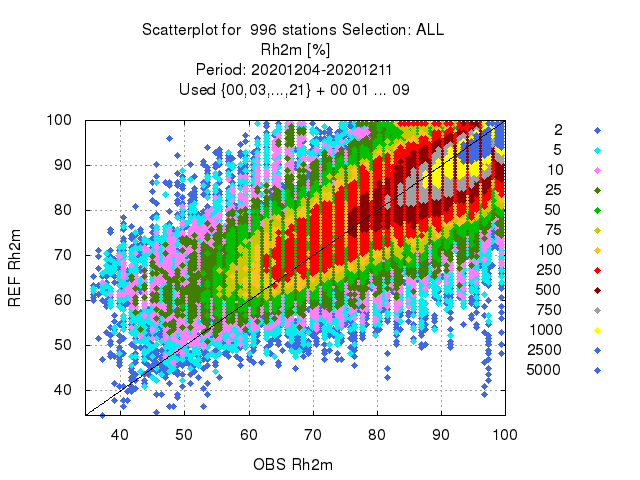 Scatterplot for 996 stations Selection: ALL
Rh2m [%]
Period: 20201204-20201211
Used {00,03,...,21} + 00 01 ... 09
REF Rh2m
100
90
80
70
60
50
40
40 50 60 70 80 90 100
OBS Rh2m
2
5
10
25
50
75
100
250
500
750
1000
2500
5000